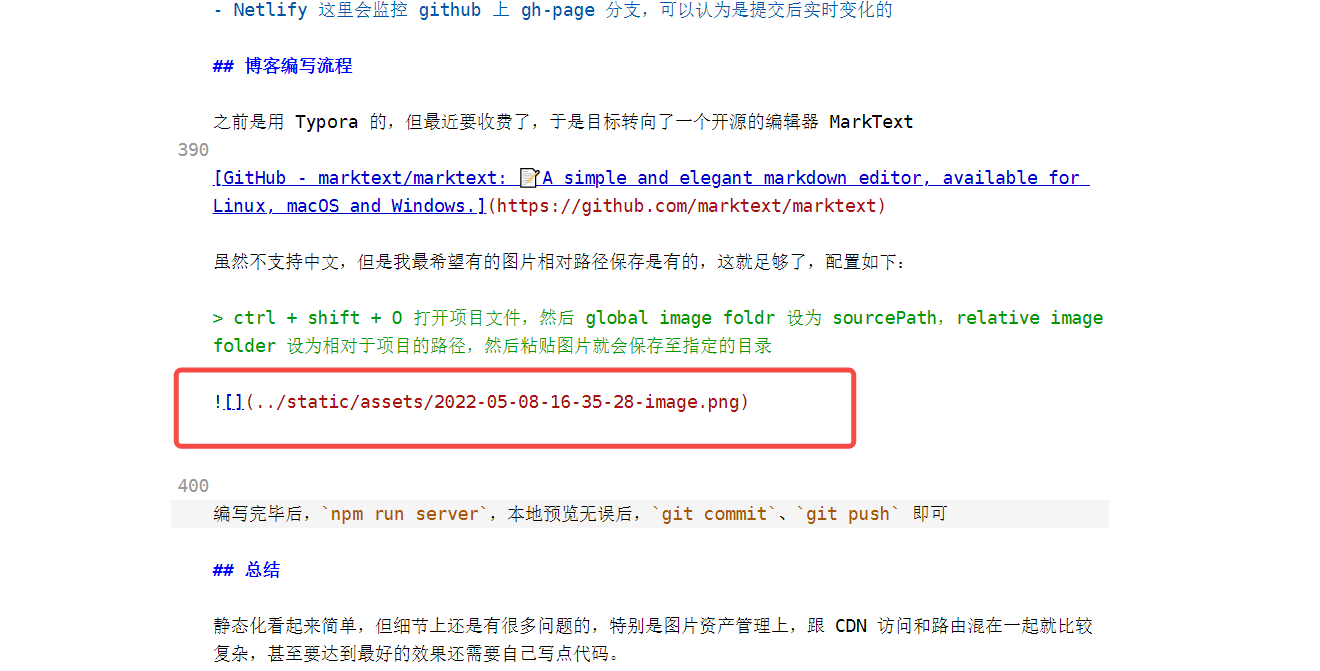 - Netlify 这里会监控 github 上 gh-page 分支，可以认为是提交后实时变化的
## 博客编写流程
之前是用 Typora 的，但最近要收费了，于是目标转向了一个开源的编辑器 MarkText
390
[GitHub - marktext/marktext: 📝A simple and elegant markdown editor, available for
Linux, macOS and Windows.](https://github.com/marktext/marktext)
虽然不支持中文，但是我最希望有的图片相对路径保存是有的，这就足够了，配置如下：
> ctrl + shift + O 打开项目文件，然后 global image foldr 设为 sourcePath，relative image
folder 设为相对于项目的路径，然后粘贴图片就会保存至指定的目录
![](../static/assets/2022-05-08-16-35-28-image.png)
400
编写完毕后，`npm run server`，本地预览无误后，`git commit`、`git push` 即可
## 总结
静态化看起来简单，但细节上还是有很多问题的，特别是图片资产管理上，跟 CDN 访问和路由混在一起就比较
复杂，甚至要达到最好的效果还需要自己写点代码。